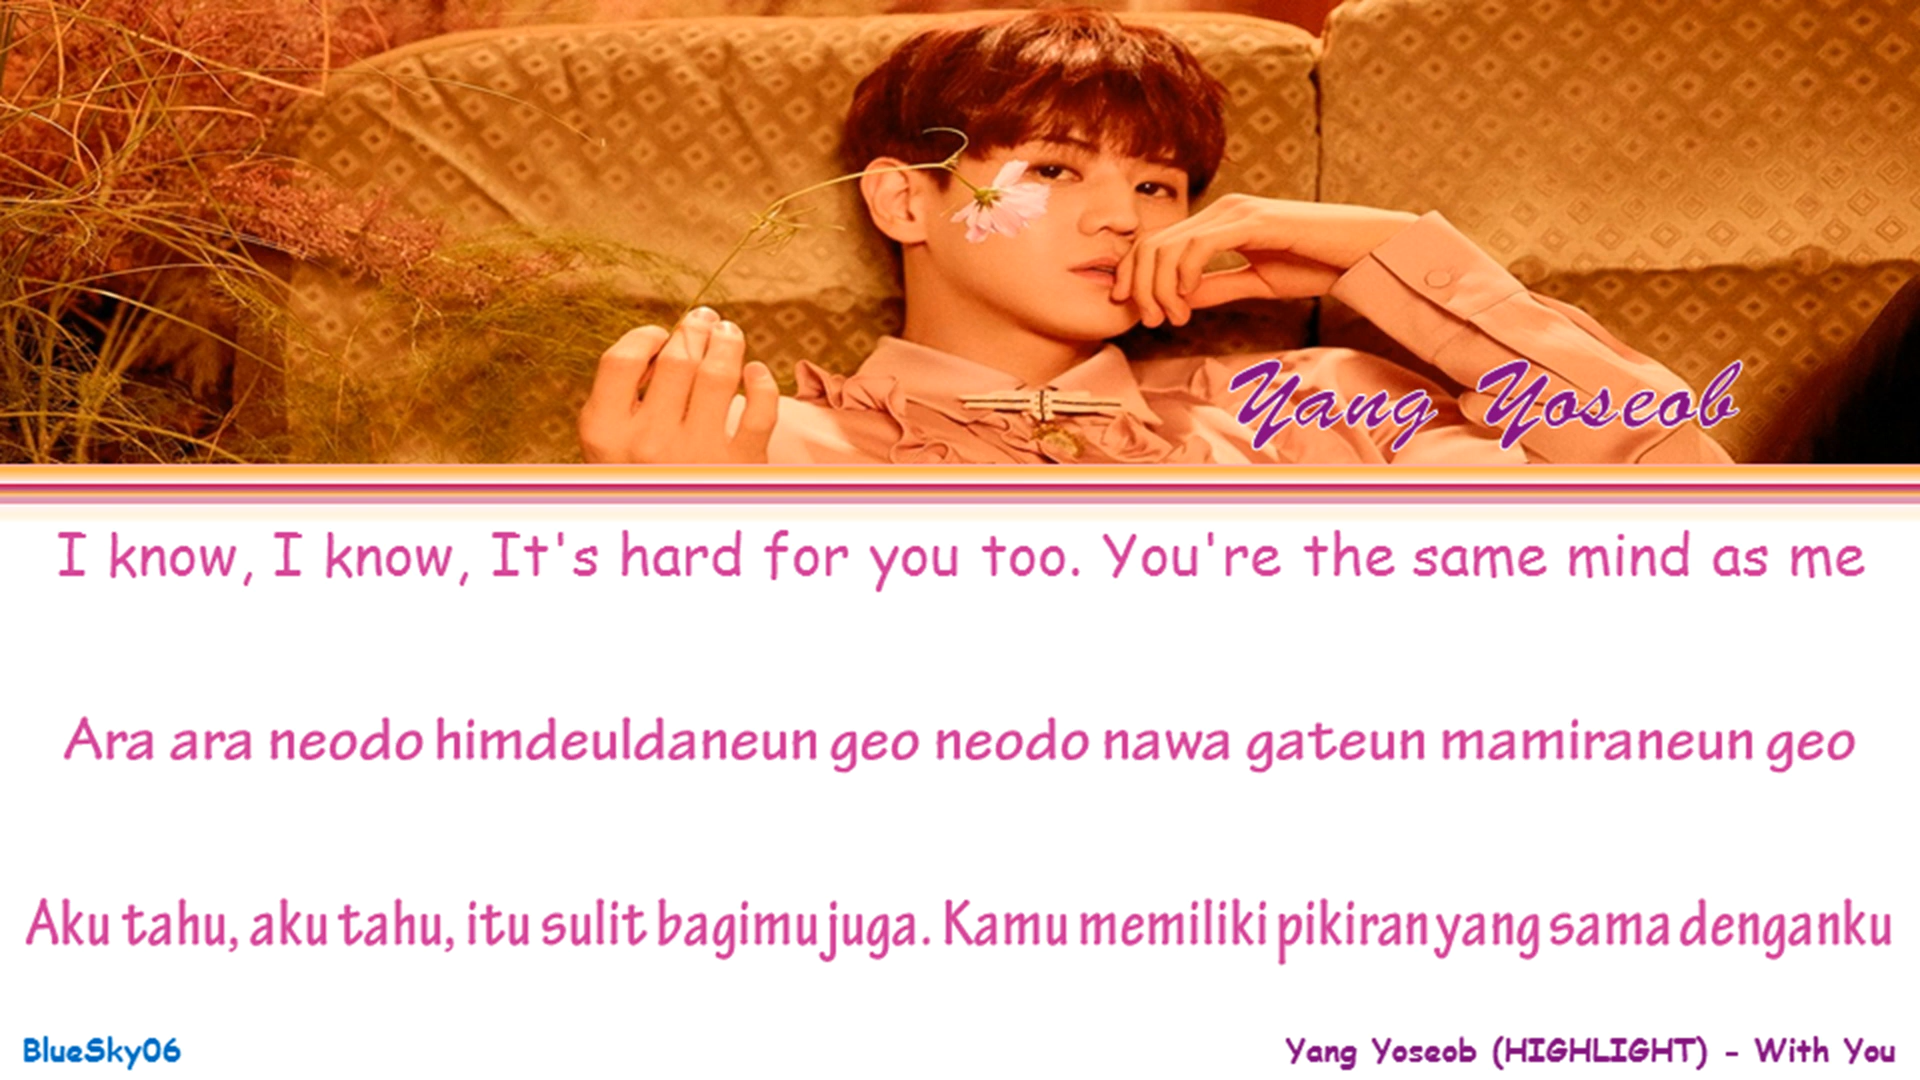 Yang Yoseob
I know, I know, It's hard for you too. You're the same mind as me
Ara ara neodo himdeuldaneun geo neodo nawa gateun mamiraneun geo
Aku tahu, aku tahu, itu sulit bagimu juga. Kamu memiliki pikiran yang sama denganku
BlueSky06
Yang Yoseob (HIGHLIGHT) - With You